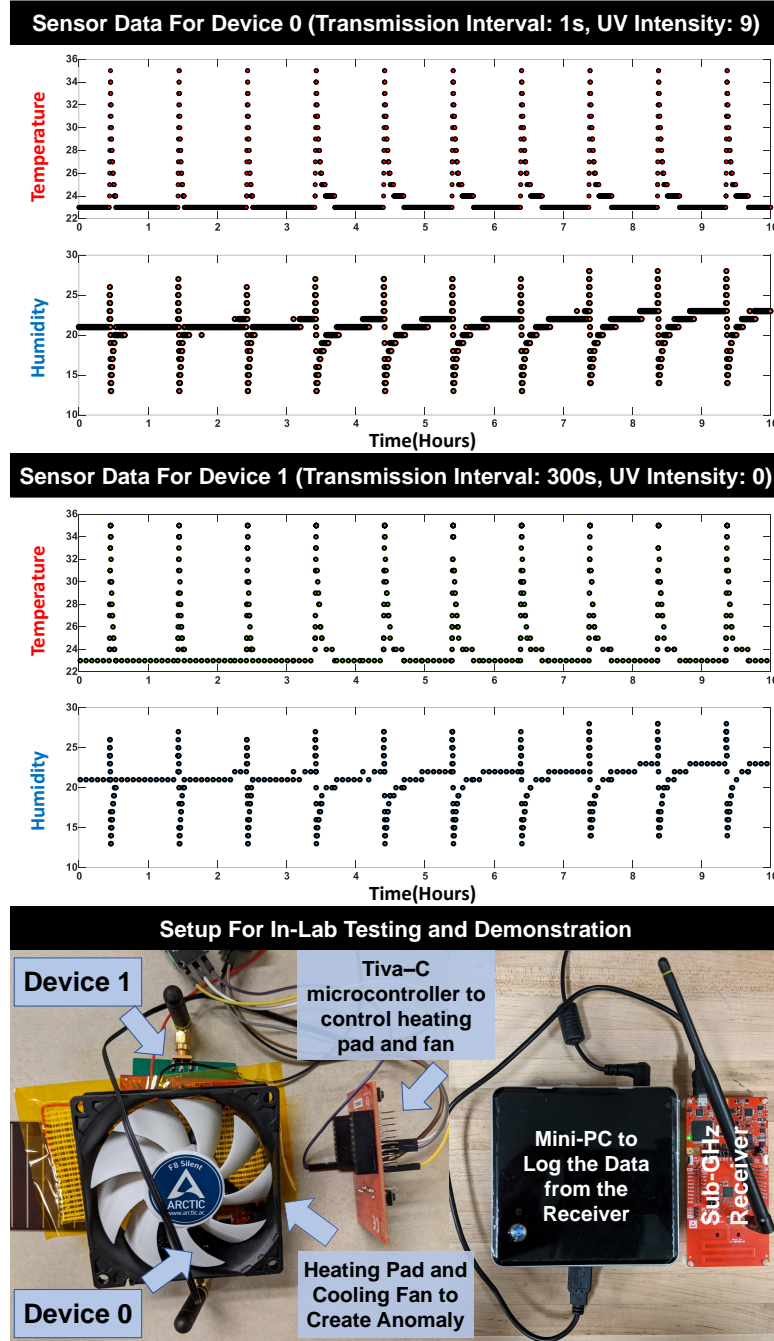 Sensor Data For Device 0 (Transmission Interval: 1s, UV Intensity: 9)
Temperature
36
34
32
30
28
26
24
22
0 1 2 3 4 5 6 7 8 9 10
Humidity
30
25
20
15
10
0 1 2 3 4 5 6 7 8 9 10
Time(Hours)
Sensor Data For Device 1 (Transmission Interval: 300s, UV Intensity: 0)
Temperature
36
34
32
30
28
26
24
22
0 1 2 3 4 5 6 7 8 9 10
Humidity
30
25
20
15
10
0 1 2 3 4 5 6 7 8 9 10
Time(Hours)
Setup For In-Lab Testing and Demonstration
Device 1
Tiva–C
microcontroller to
control heating
pad and fan
F8 Silent
ARCTIC
www.arctic.ac
Mini-PC to
Log the Data
from the
Receiver
Sub-GHz
Receiver
Heating Pad and
Cooling Fan to
Create Anomaly
Device 0